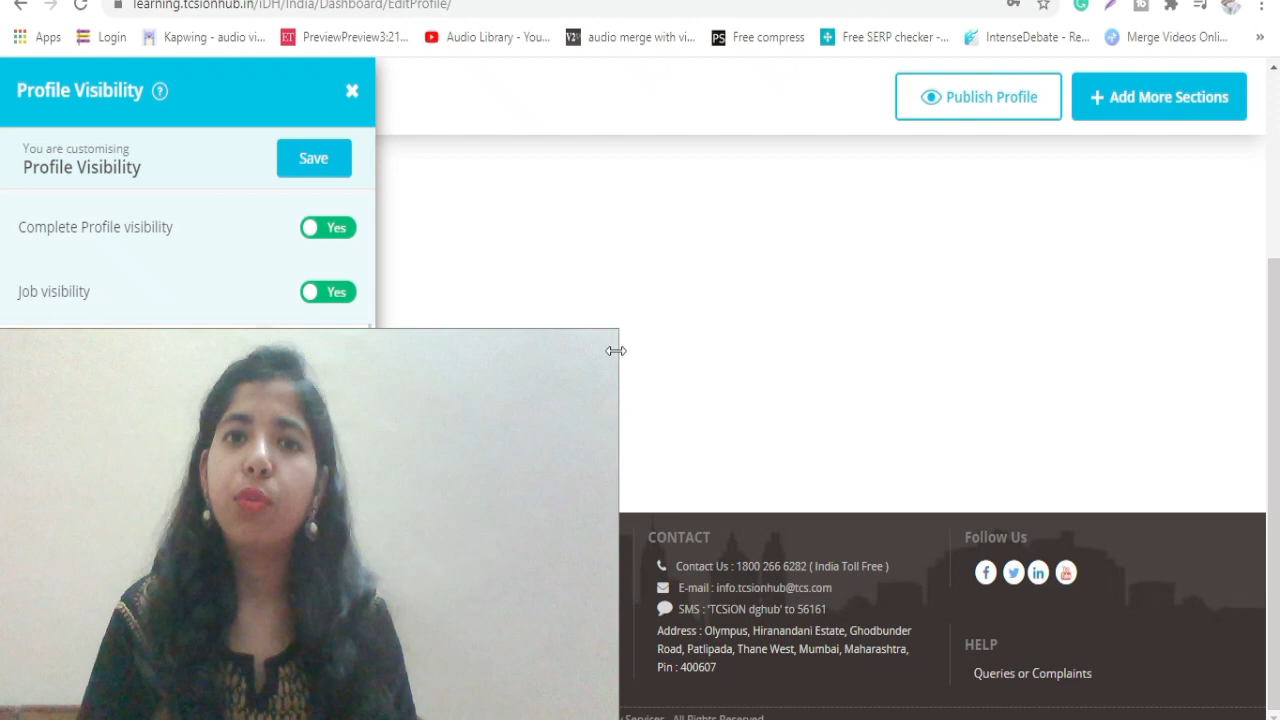 learning.tcsionhub.in/iDH/India/Dashboard/EditProfile/
Apps Login Kapwing - audio vi... PreviewPreview3:21... Audio Library - You... audio merge with vi... Free compress Free SERP checker -... IntenseDebate - Re... Merge Videos Onli... »
Profile Visibility ?
Publish Profile
+ Add More Sections
You are customising
Profile Visibility
Save
Complete Profile visibility Yes
Job visibility Yes
CONTACT
Contact Us : 1800 266 6282 ( India Toll Free )
E-mail : info.tcsionhub@tcs.com
SMS : 'TCSiON dghub' to 56161
Address : Olympus, Hiranandani Estate, Ghodbunder
Road, Patlipada, Thane West, Mumbai, Maharashtra,
Pin : 400607
Follow Us
HELP
Queries or Complaints
Services. All Rights Reserved